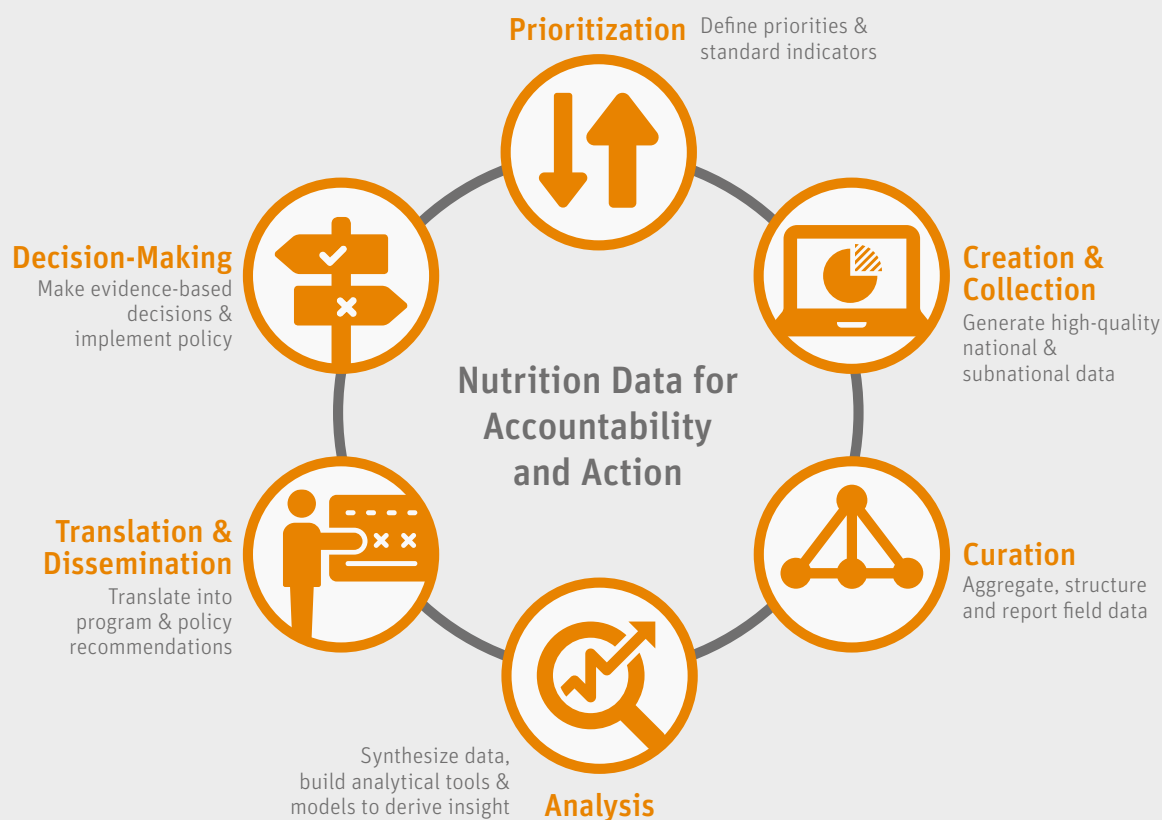 Prioritization
Define priorities &
standard indicators
Creation &
Collection
Generate high-quality
national &
subnational data
Curation
Aggregate, structure
and report field data
Analysis
Synthesize data,
build analytical tools &
models to derive insight
Translation &
Dissemination
Translate into
program & policy
recommendations
Decision-Making
Make evidence-based
decisions &
implement policy
Nutrition Data for
Accountability
and Action